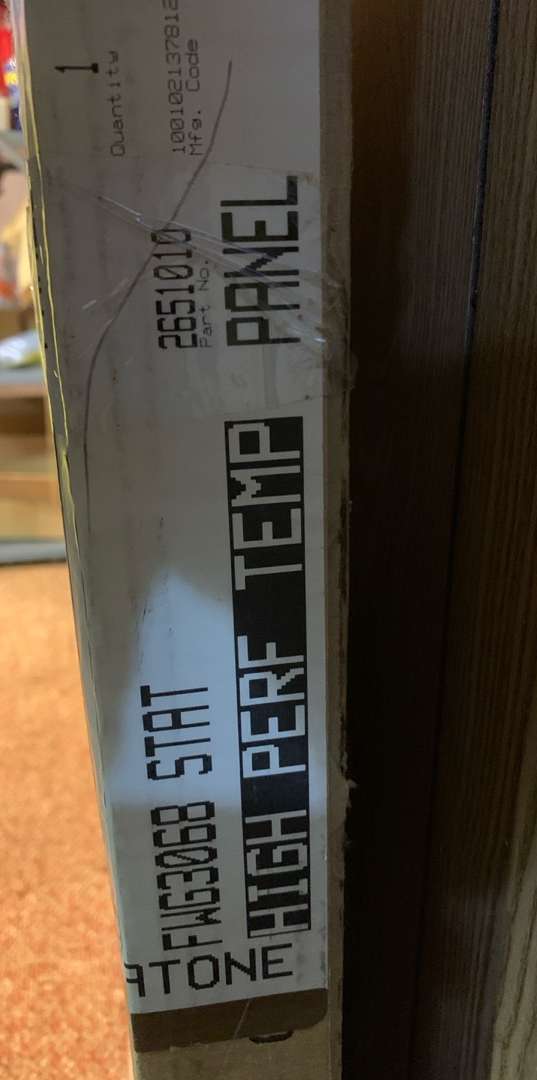 1
Quantity
100102137812
Mfg. Code
2651010
Part No.
FWG3068 STAT
HIGH PERF TEMP PANEL
ATONE